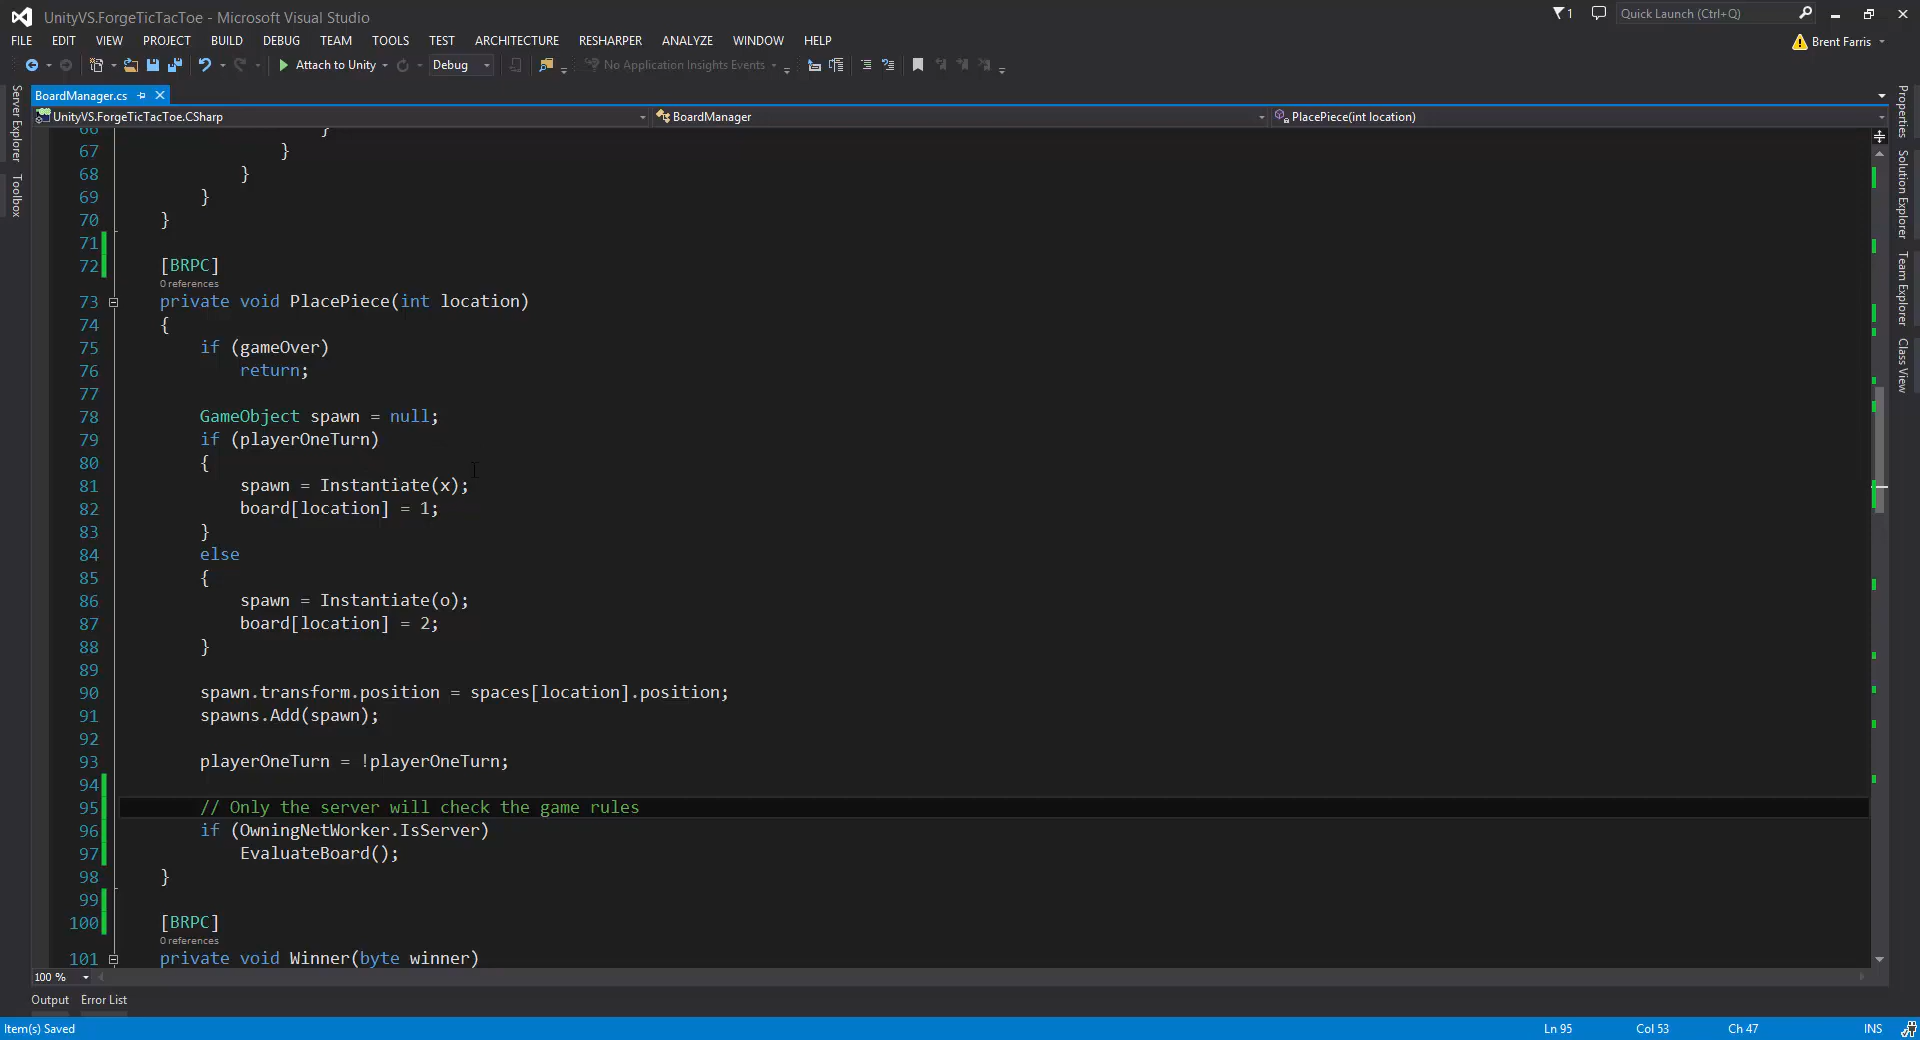 UnityVS.ForgeTicTacToe - Microsoft Visual Studio
1
Quick Launch (Ctrl+Q)
FILE EDIT VIEW PROJECT BUILD DEBUG TEAM TOOLS TEST ARCHITECTURE RESHARPER ANALYZE WINDOW HELP
Brent Farris
Attach to Unity
Debug
No Application Insights Events
Server Explorer
Toolbox
BoardManager.cs
UnityVS.ForgeTicTacToe.CSharp
BoardManager
PlacePiece(int location)
Properties
Solution Explorer
Team Explorer
Class View
66 }
67 }
68 }
69 }
70 }
71
72 [BRPC]
0 references
73 private void PlacePiece(int location)
74 {
75 if (gameOver)
76 return;
77
78 GameObject spawn = null;
79 if (playerOneTurn)
80 {
81 spawn = Instantiate(x);
82 board[location] = 1;
83 }
84 else
85 {
86 spawn = Instantiate(o);
87 board[location] = 2;
88 }
89
90 spawn.transform.position = spaces[location].position;
91 spawns.Add(spawn);
92
93 playerOneTurn = !playerOneTurn;
94
95 // Only the server will check the game rules
96 if (OwningNetWorker.IsServer)
97 EvaluateBoard();
98 }
99
100 [BRPC]
0 references
101 private void Winner(byte winner)
100 %
Output Error List
Item(s) Saved
Ln 95 Col 53 Ch 47 INS